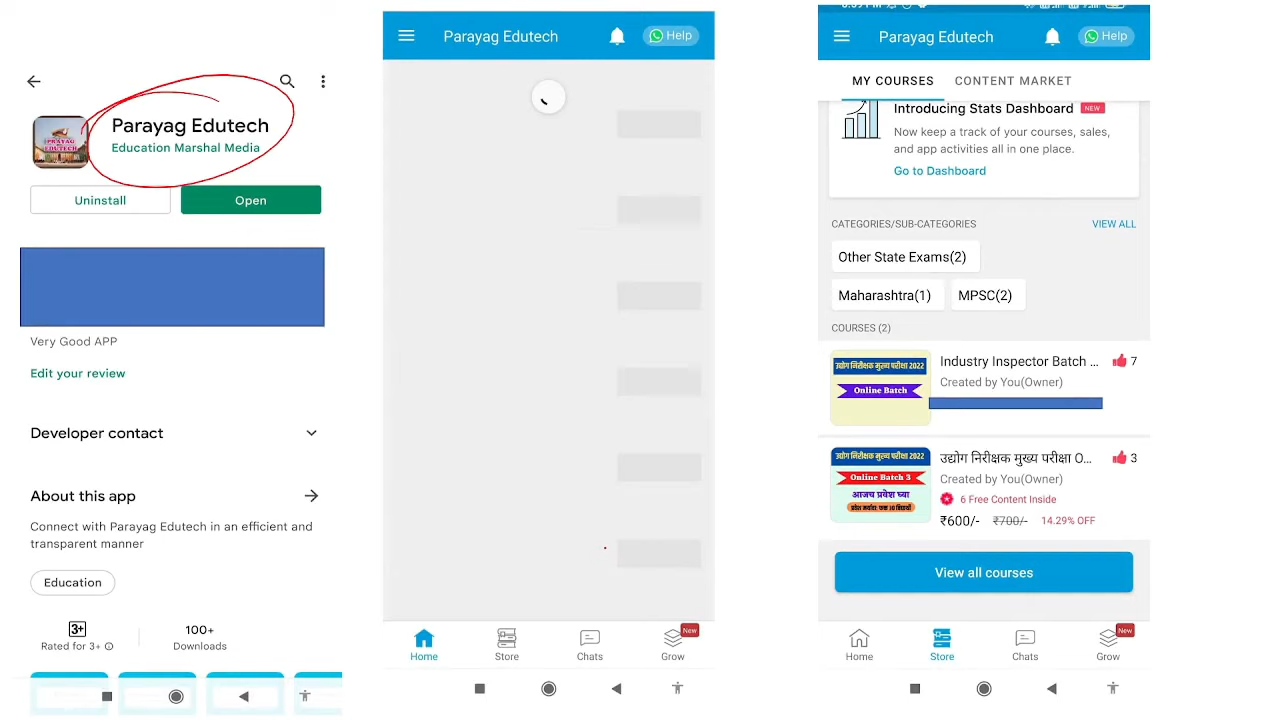 Parayag Edutech
Education Marshal Media
PRAYAG
EDUTECH
Uninstall
Open
Very Good APP
Edit your review
Developer contact
About this app
Connect with Parayag Edutech in an efficient and
transparent manner
Education
3+
Rated for 3+
100+
Downloads
Parayag Edutech
Help
Home
Store
Chats
New
Grow
Parayag Edutech
Help
MY COURSES
CONTENT MARKET
Introducing Stats Dashboard NEW
Now keep a track of your courses, sales,
and app activities all in one place.
Go to Dashboard
CATEGORIES/SUB-CATEGORIES
VIEW ALL
Other State Exams(2)
Maharashtra(1)
MPSC(2)
COURSES (2)
उद्योग निरीक्षक मुख्य परीक्षा 2022
Online Batch
Industry Inspector Batch ...
7
Created by You(Owner)
उद्योग निरीक्षक मुख्य परीक्षा 2022
Online Batch 3
आजच प्रवेश घ्या
उद्योग निरीक्षक मुख्य परीक्षा O...
3
Created by You(Owner)
6 Free Content Inside
₹600/- ₹700/- 14.29% OFF
View all courses
Home
Store
Chats
New
Grow